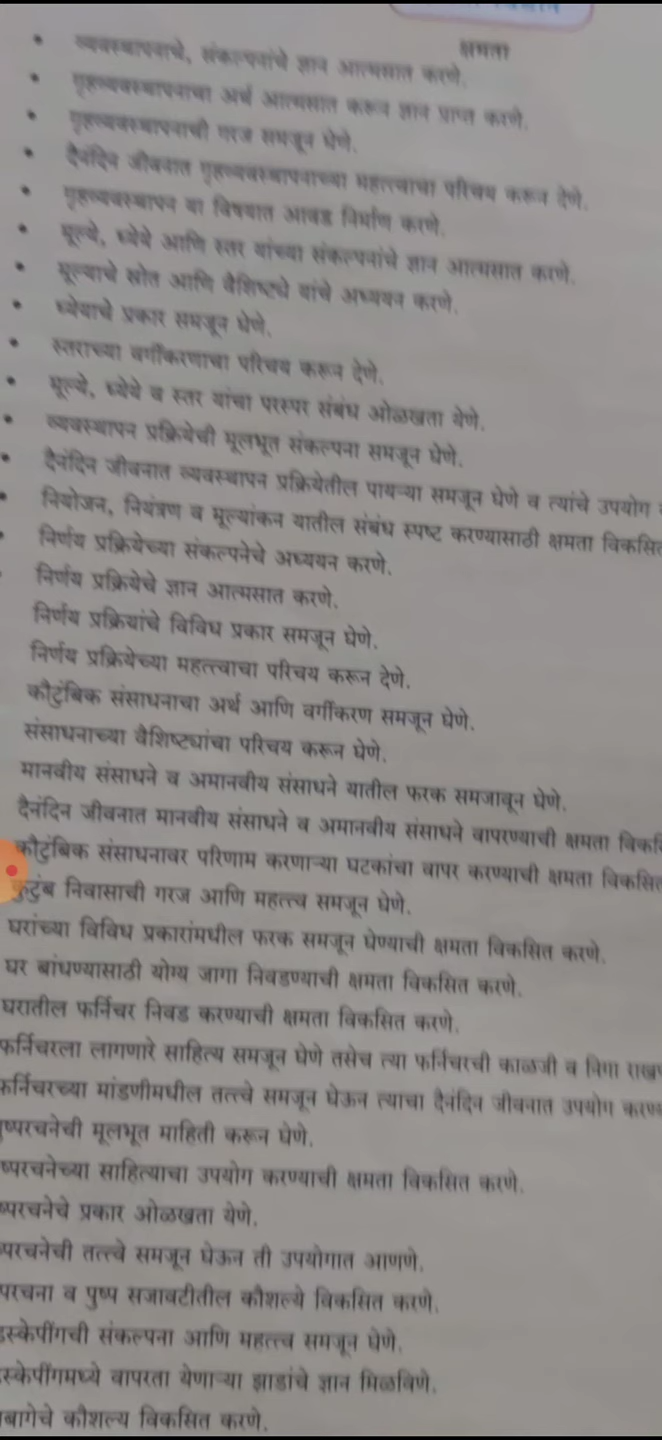 क्षमता
व्यवस्थापनाचे, संकल्पनांचे ज्ञान आत्मसात करणे.
गृहव्यवस्थापनाचा अर्थ आत्मसात करून ज्ञान प्राप्त करणे.
गृहव्यवस्थापनाची गरज समजून घेणे.
दैनंदिन जीवनात गृहव्यवस्थापनाच्या महत्त्वाचा परिचय करून देणे.
गृहव्यवस्थापन या विषयात आवड निर्माण करणे.
मूल्ये, ध्येये आणि स्तर यांच्या संकल्पनांचे ज्ञान आत्मसात करणे.
मूल्याचे स्रोत आणि वैशिष्ट्ये यांचे अध्ययन करणे.
ध्येयाचे प्रकार समजून घेणे.
स्तराच्या वर्गीकरणाचा परिचय करून देणे.
मूल्ये, ध्येये व स्तर यांचा परस्पर संबंध ओळखता येणे.
व्यवस्थापन प्रक्रियेची मूलभूत संकल्पना समजून घेणे.
दैनंदिन जीवनात व्यवस्थापन प्रक्रियेतील पायऱ्या समजून घेणे व त्यांचे उपयोग
नियोजन, नियंत्रण व मूल्यांकन यातील संबंध स्पष्ट करण्यासाठी क्षमता
निर्णय प्रक्रियेच्या संकल्पनेचे अध्ययन करणे.
निर्णय प्रक्रियेचे ज्ञान आत्मसात करणे.
निर्णय प्रक्रियांचे विविध प्रकार समजून घेणे.
निर्णय प्रक्रियेच्या महत्त्वाचा परिचय करून देणे.
कौटुंबिक संसाधनाचा अर्थ आणि वर्गीकरण समजून घेणे.
संसाधनाच्या वैशिष्ट्यांचा परिचय करून घेणे.
मानवीय संसाधने व अमानवीय संसाधने यातील फरक समजावून घेणे.
दैनंदिन जीवनात मानवीय संसाधने व अमानवीय संसाधने वापरण्याची क्षमता
कौटुंबिक संसाधनावर परिणाम करणाऱ्या घटकांचा वापर करण्याची क्षमता
कुटुंब निवासाची गरज आणि महत्त्व समजून घेणे.
घरांच्या विविध प्रकारांमधील फरक समजून घेण्याची क्षमता विकसित करणे.
घर बांधण्यासाठी योग्य जागा निवडण्याची क्षमता विकसित करणे.
घरातील फर्निचर निवड करण्याची क्षमता विकसित करणे.
फर्निचरला लागणारे साहित्य समजून घेणे तसेच त्या फर्निचरची काळजी व निगा
फर्निचरच्या मांडणीमधील तत्त्वे समजून घेऊन त्याचा दैनंदिन जीवनात उपयोग
पुष्परचनेची मूलभूत माहिती करून घेणे.
ष्परचनेच्या साहित्याचा उपयोग करण्याची क्षमता विकसित करणे.
ष्परचनेचे प्रकार ओळखता येणे.
परचनेची तत्त्वे समजून घेऊन ती उपयोगात आणणे.
परचना व पुष्प सजावटीतील कौशल्ये विकसित करणे.
डस्केपींगची संकल्पना आणि महत्त्व समजून घेणे.
स्केपींगमध्ये वापरता येणाऱ्या झाडांचे ज्ञान मिळविणे.
बागेचे कौशल्य विकसित करणे.